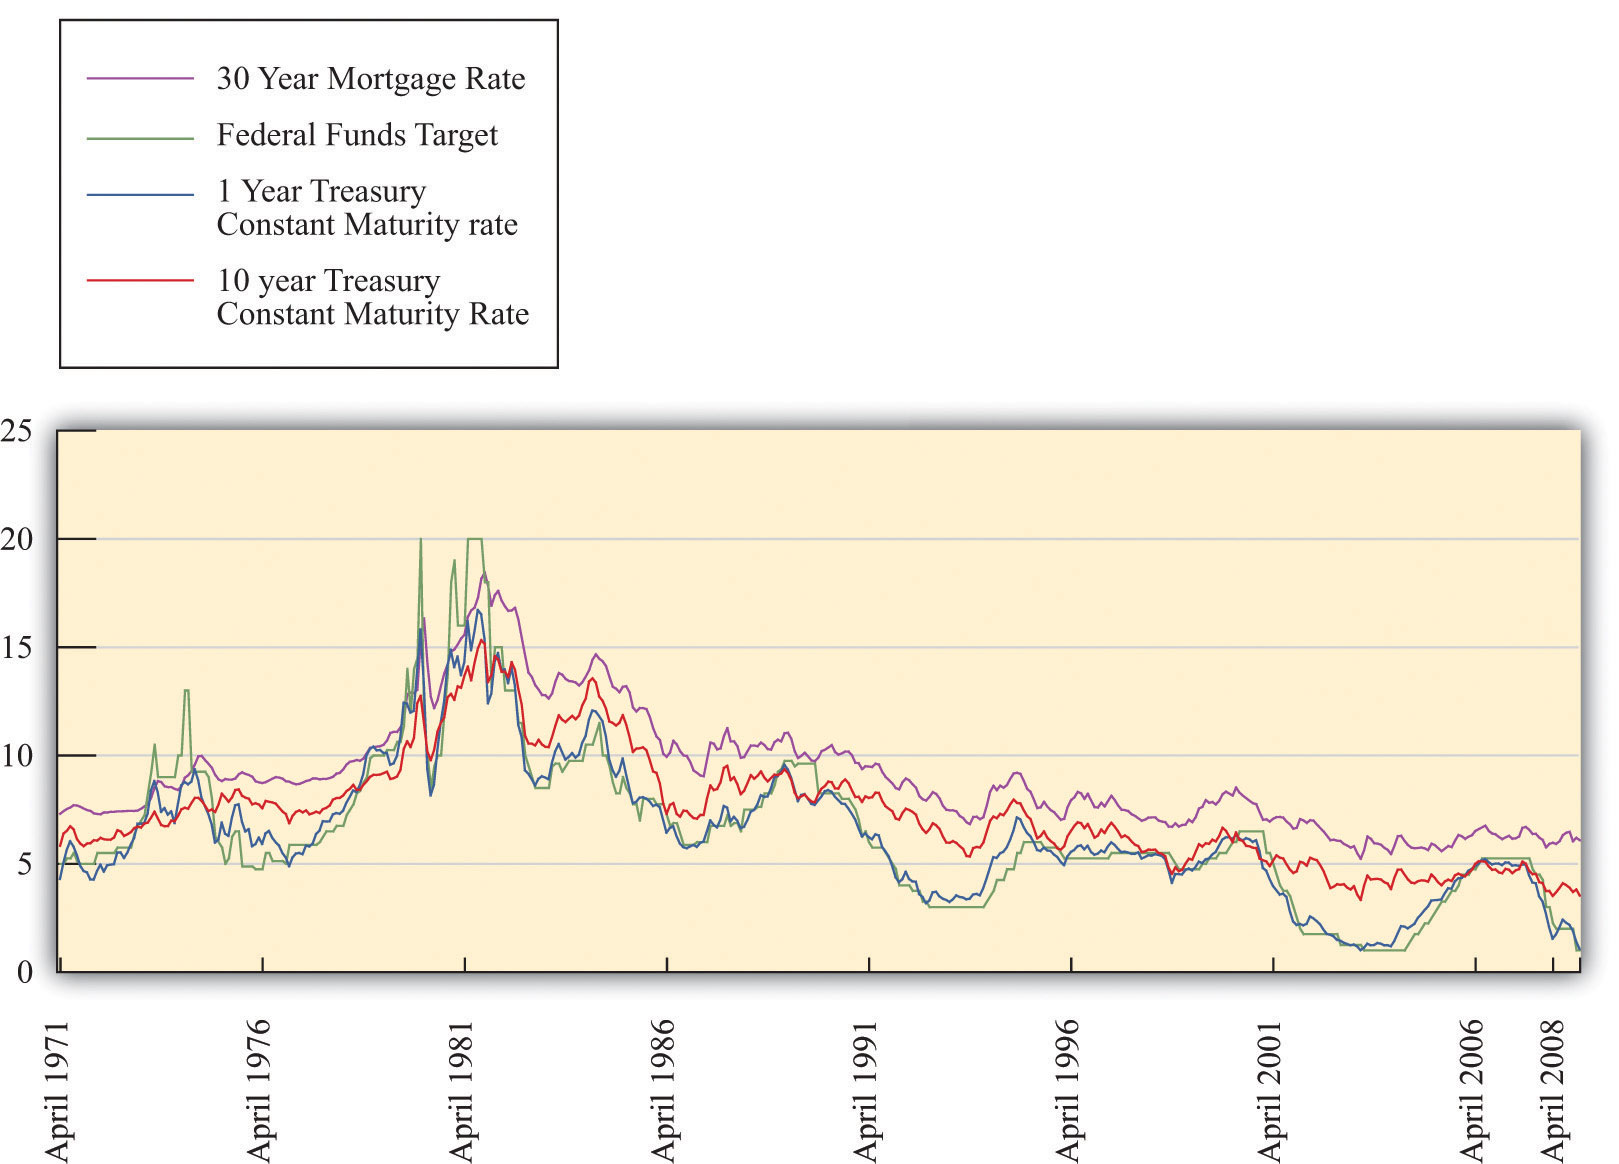 30 Year Mortgage Rate
Federal Funds Target
1 Year Treasury
Constant Maturity rate
10 year Treasury
Constant Maturity Rate
25
20
15
10
5
0
April 1971
April 1976
April 1981
April 1986
April 1991
April 1996
April 2001
April 2006
April 2008